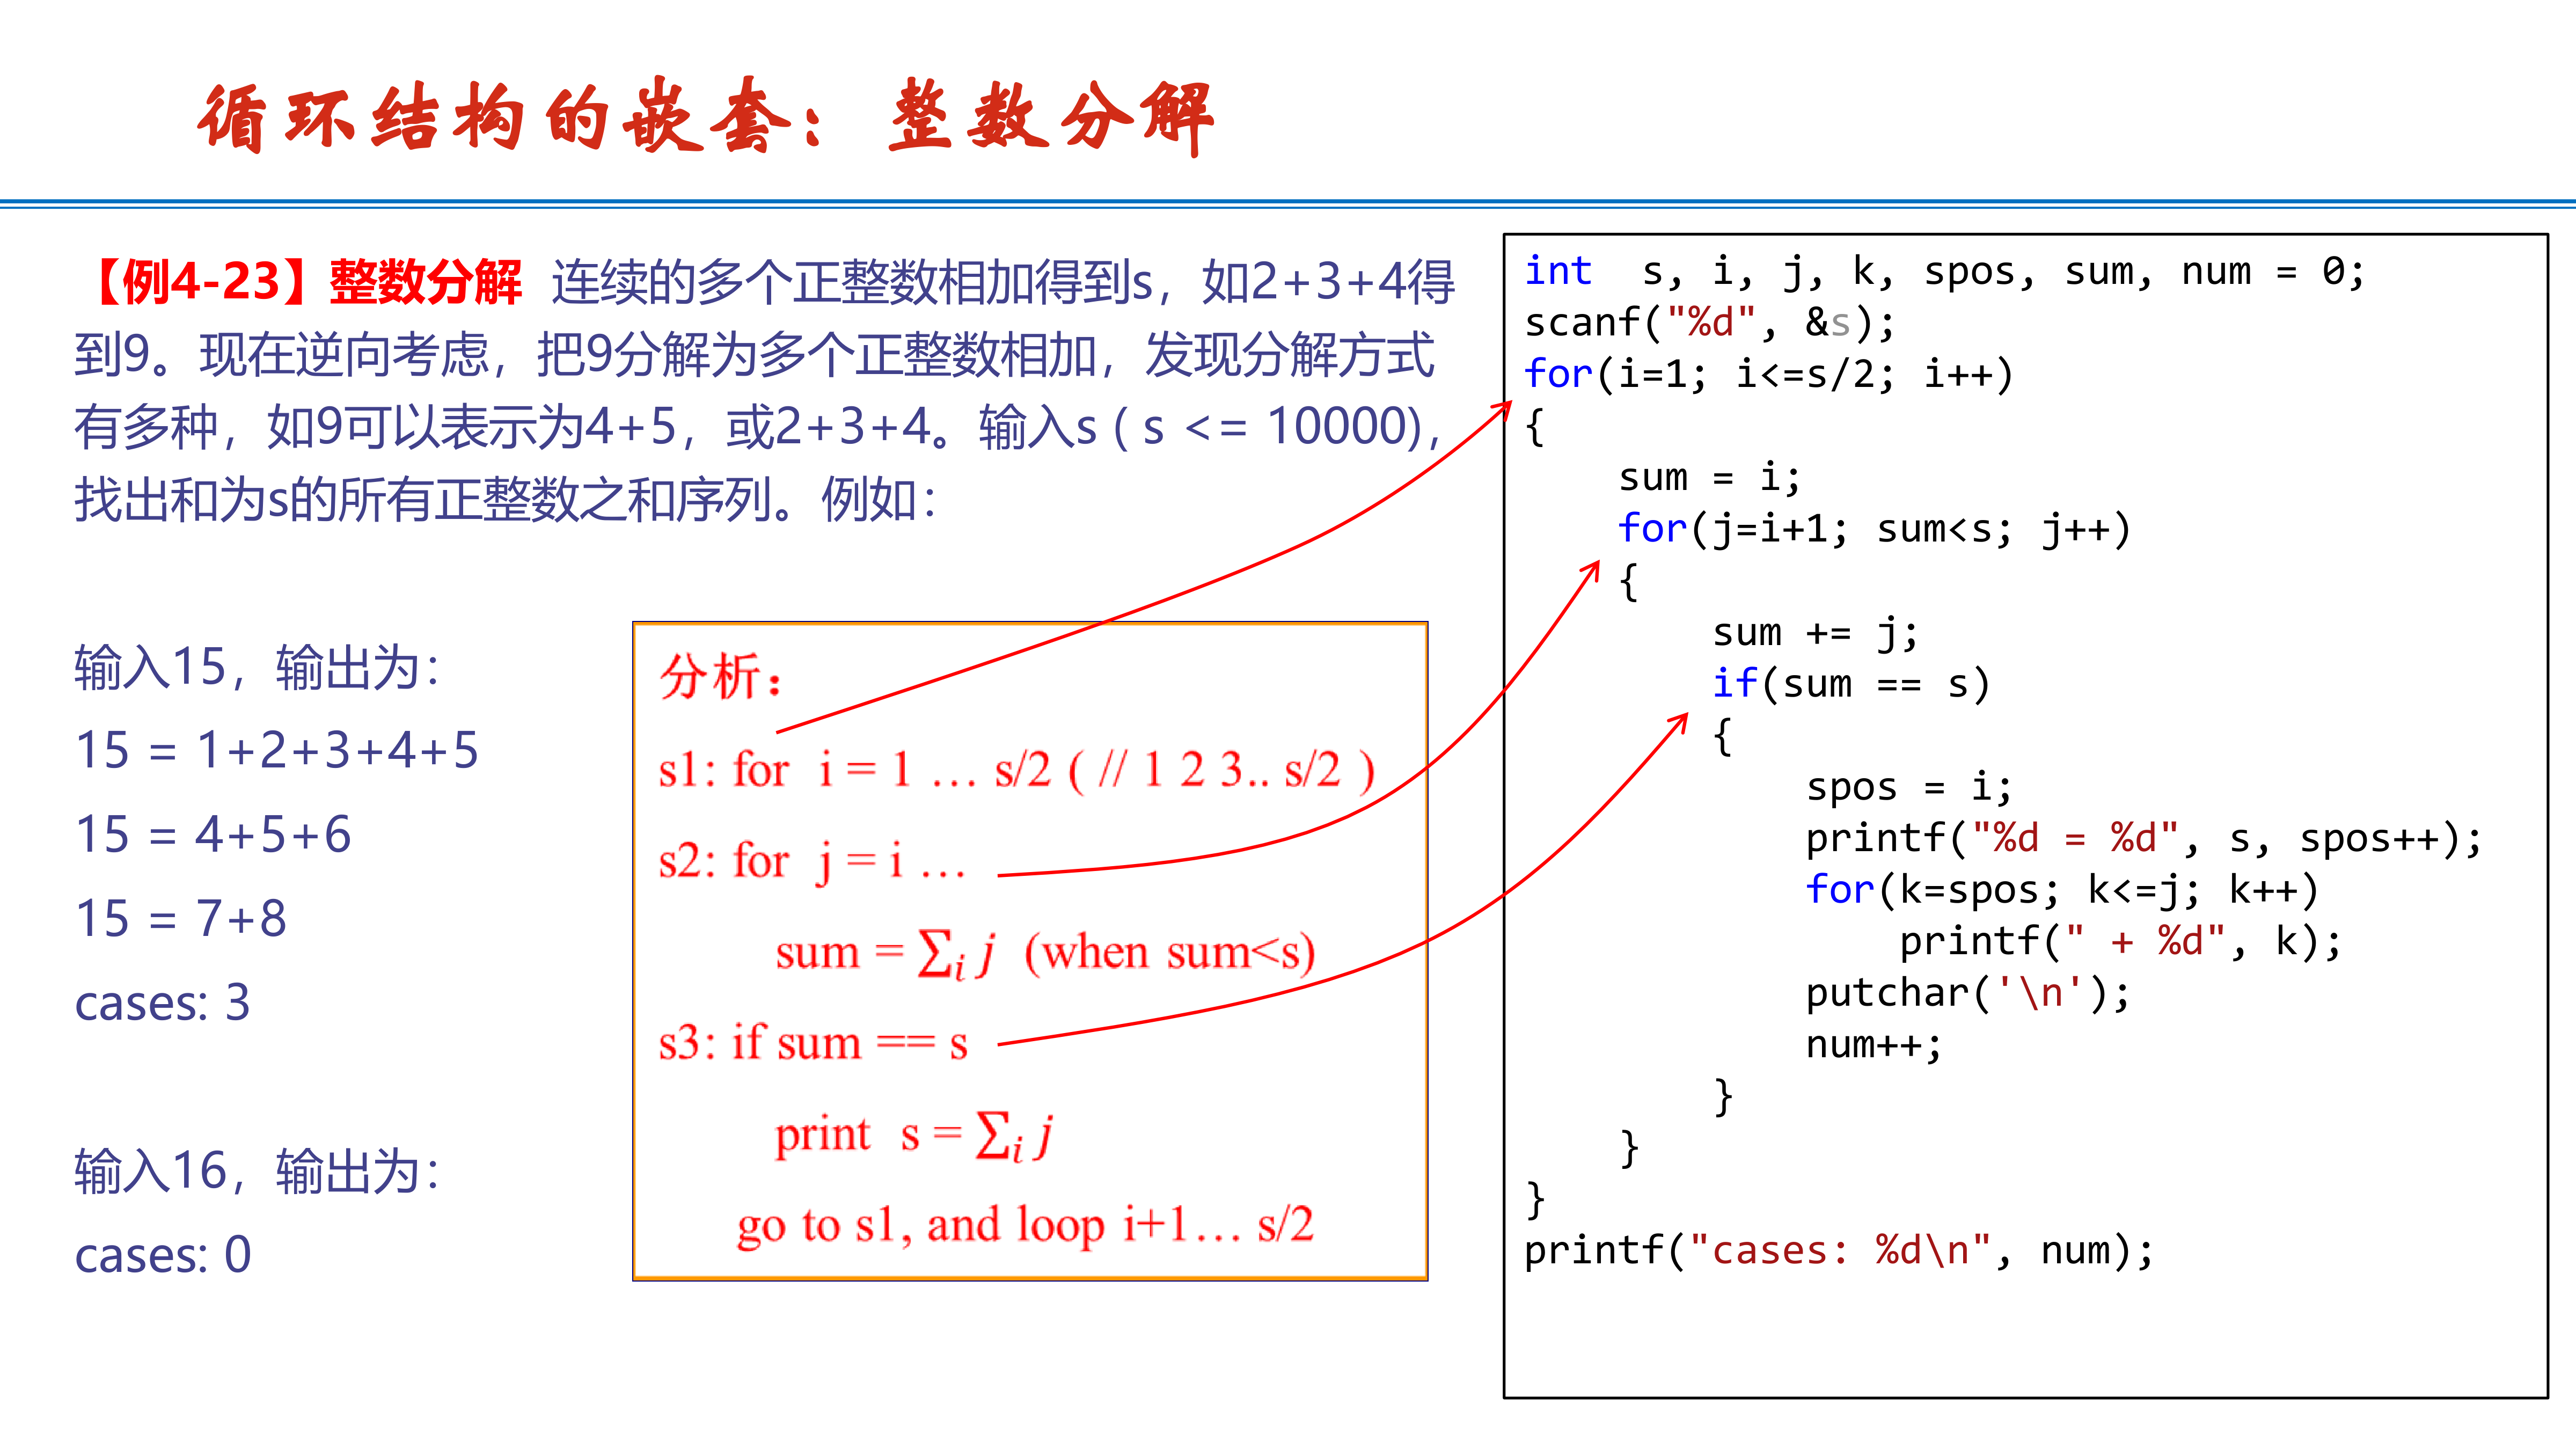 循环结构的嵌套：整数分解
【例4-23】整数分解 连续的多个正整数相加得到s，如2+3+4得
到9。现在逆向考虑，把9分解为多个正整数相加，发现分解方式
有多种，如9可以表示为4+5，或2+3+4。输入s ( s <= 10000)，
找出和为s的所有正整数之和序列。例如：
输入15，输出为：
15 = 1+2+3+4+5
15 = 4+5+6
15 = 7+8
cases: 3
输入16，输出为：
cases: 0
分析：
s1: for i = 1 … s/2 ( // 1 2 3.. s/2 )
s2: for j = i …
sum = ∑ᵢ j (when sum<s)
s3: if sum == s
print s = ∑ᵢ j
go to s1, and loop i+1… s/2
int  s, i, j, k, spos, sum, num = 0;
scanf("%d", &s);
for(i=1; i<=s/2; i++)
{
    sum = i;
    for(j=i+1; sum<s; j++)
    {
        sum += j;
        if(sum == s)
        {
            spos = i;
            printf("%d = %d", s, spos++);
            for(k=spos; k<=j; k++)
                printf(" + %d", k);
            putchar('\n');
            num++;
        }
    }
}
printf("cases: %d\n", num);